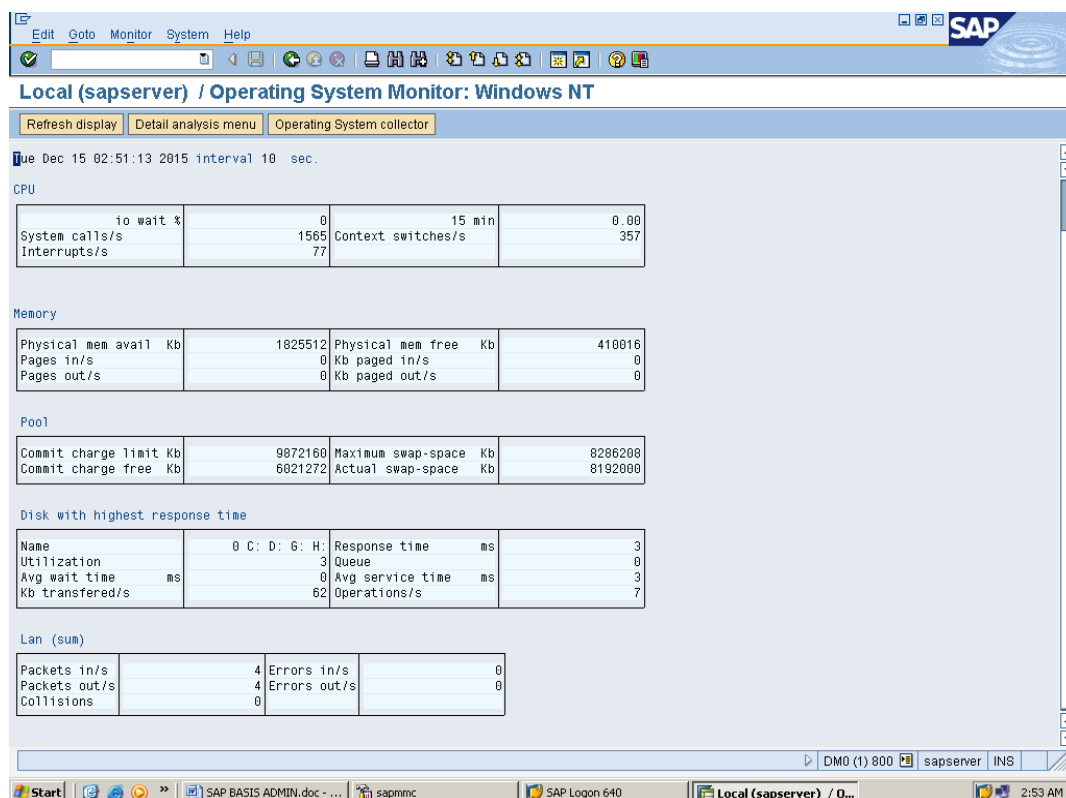 Edit Goto Monitor System Help
SAP
Local (sapserver) / Operating System Monitor: Windows NT
Refresh display Detail analysis menu Operating System collector
Tue Dec 15 02:51:13 2015 interval 10 sec.
CPU
io wait % 0 15 min 0.00
System calls/s 1565 Context switches/s 357
Interrupts/s 77
Memory
Physical mem avail Kb 1825512 Physical mem free Kb 410016
Pages in/s 0 Kb paged in/s 0
Pages out/s 0 Kb paged out/s 0
Pool
Commit charge limit Kb 9872160 Maximum swap-space Kb 8286208
Commit charge free Kb 6021272 Actual swap-space Kb 8192000
Disk with highest response time
Name 0 C: D: G: H: Response time ms 3
Utilization 3 Queue 0
Avg wait time ms 0 Avg service time ms 3
Kb transfered/s 62 Operations/s 7
Lan (sum)
Packets in/s 4 Errors in/s 0
Packets out/s 4 Errors out/s 0
Collisions 0
DM0 (1) 800 sapserver INS
Start » SAP BASIS ADMIN.doc - ... sapmmc SAP Logon 640 Local (sapserver) / O... 2:53 AM